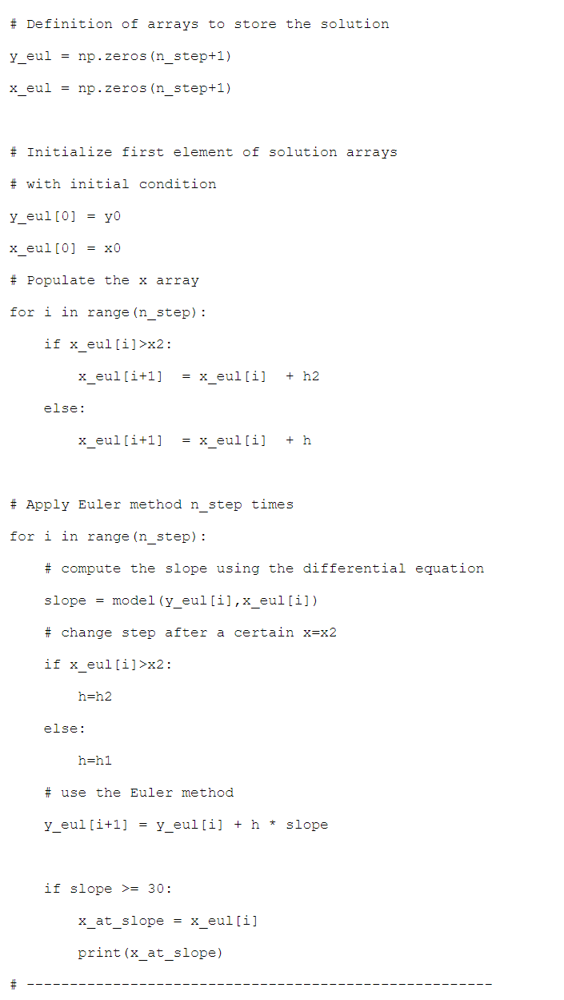 # Definition of arrays to store the solution
y_eul = np.zeros(n_step+1)
x_eul = np.zeros(n_step+1)
# Initialize first element of solution arrays
# with initial condition
y_eul[0] = y0
x_eul[0] = x0
# Populate the x array
for i in range(n_step):
    if x_eul[i]>x2:
        x_eul[i+1]  = x_eul[i]  + h2
    else:
        x_eul[i+1]  = x_eul[i]  + h
# Apply Euler method n_step times
for i in range(n_step):
    # compute the slope using the differential equation
    slope = model(y_eul[i],x_eul[i])
    # change step after a certain x=x2
    if x_eul[i]>x2:
        h=h2
    else:
        h=h1
    # use the Euler method
    y_eul[i+1] = y_eul[i] + h * slope
    if slope >= 30:
        x_at_slope = x_eul[i]
        print(x_at_slope)
# ------------------------------------------------------